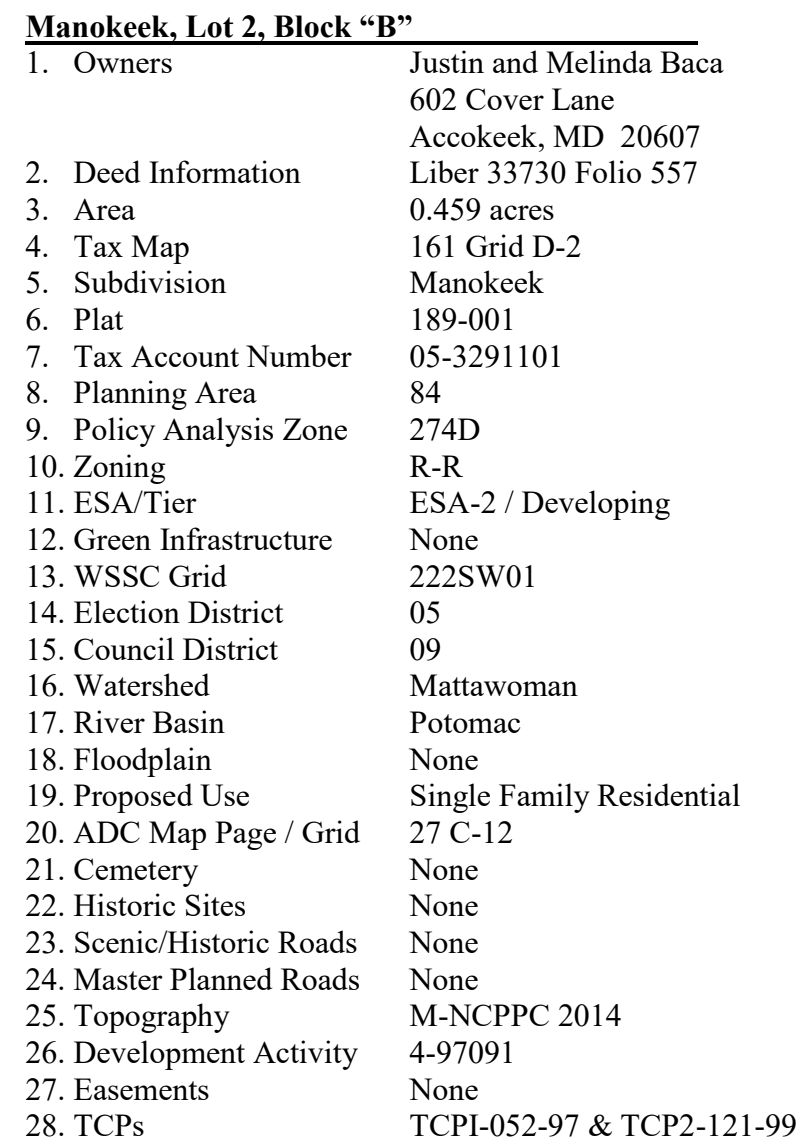 Manokeek, Lot 2, Block “B”
1. Owners Justin and Melinda Baca
602 Cover Lane
Accokeek, MD 20607
2. Deed Information Liber 33730 Folio 557
3. Area 0.459 acres
4. Tax Map 161 Grid D-2
5. Subdivision Manokeek
6. Plat 189-001
7. Tax Account Number 05-3291101
8. Planning Area 84
9. Policy Analysis Zone 274D
10. Zoning R-R
11. ESA/Tier ESA-2 / Developing
12. Green Infrastructure None
13. WSSC Grid 222SW01
14. Election District 05
15. Council District 09
16. Watershed Mattawoman
17. River Basin Potomac
18. Floodplain None
19. Proposed Use Single Family Residential
20. ADC Map Page / Grid 27 C-12
21. Cemetery None
22. Historic Sites None
23. Scenic/Historic Roads None
24. Master Planned Roads None
25. Topography M-NCPPC 2014
26. Development Activity 4-97091
27. Easements None
28. TCPs TCPI-052-97 & TCP2-121-99